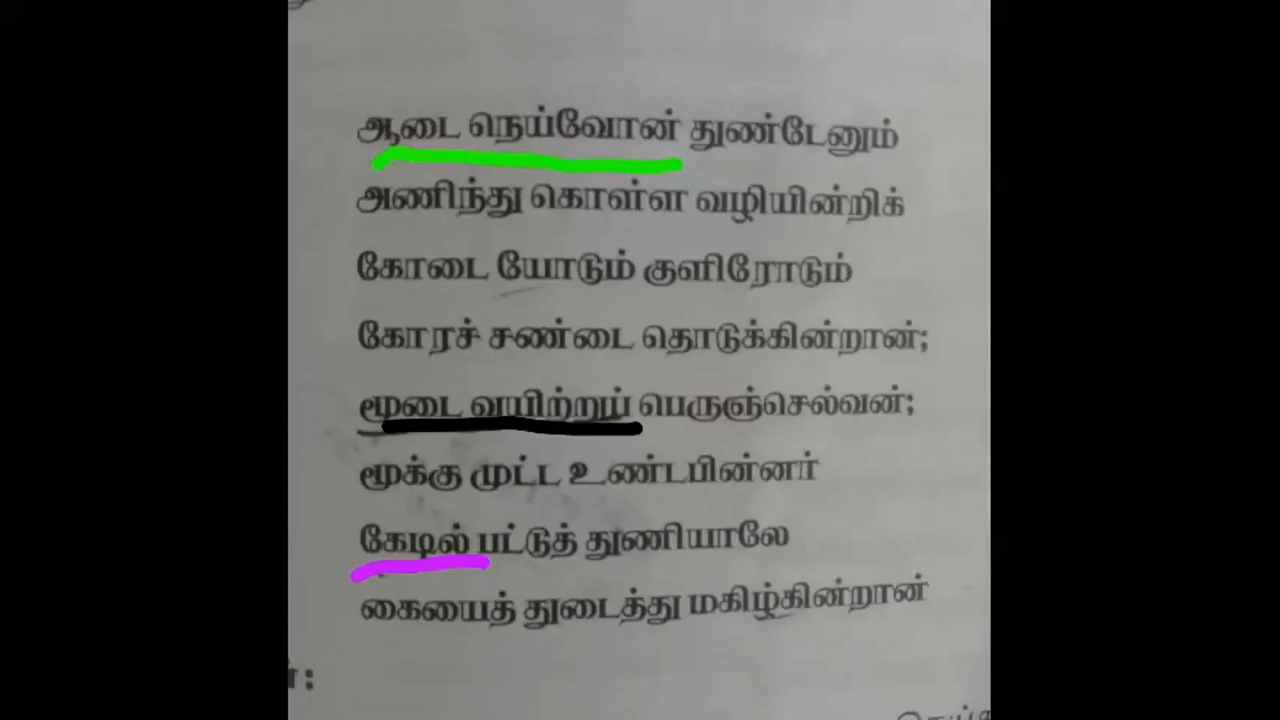 ஆடை நெய்வோன் துண்டேனும்
அணிந்து கொள்ள வழியின்றிக்
கோடை யோடும் குளிரோடும்
கோரச் சண்டை தொடுக்கின்றான்;
மூடை வயிற்றுப் பெருஞ்செல்வன்;
மூக்கு முட்ட உண்டபின்னர்
கேடில் பட்டுத் துணியாலே
கையைத் துடைத்து மகிழ்கின்றான்